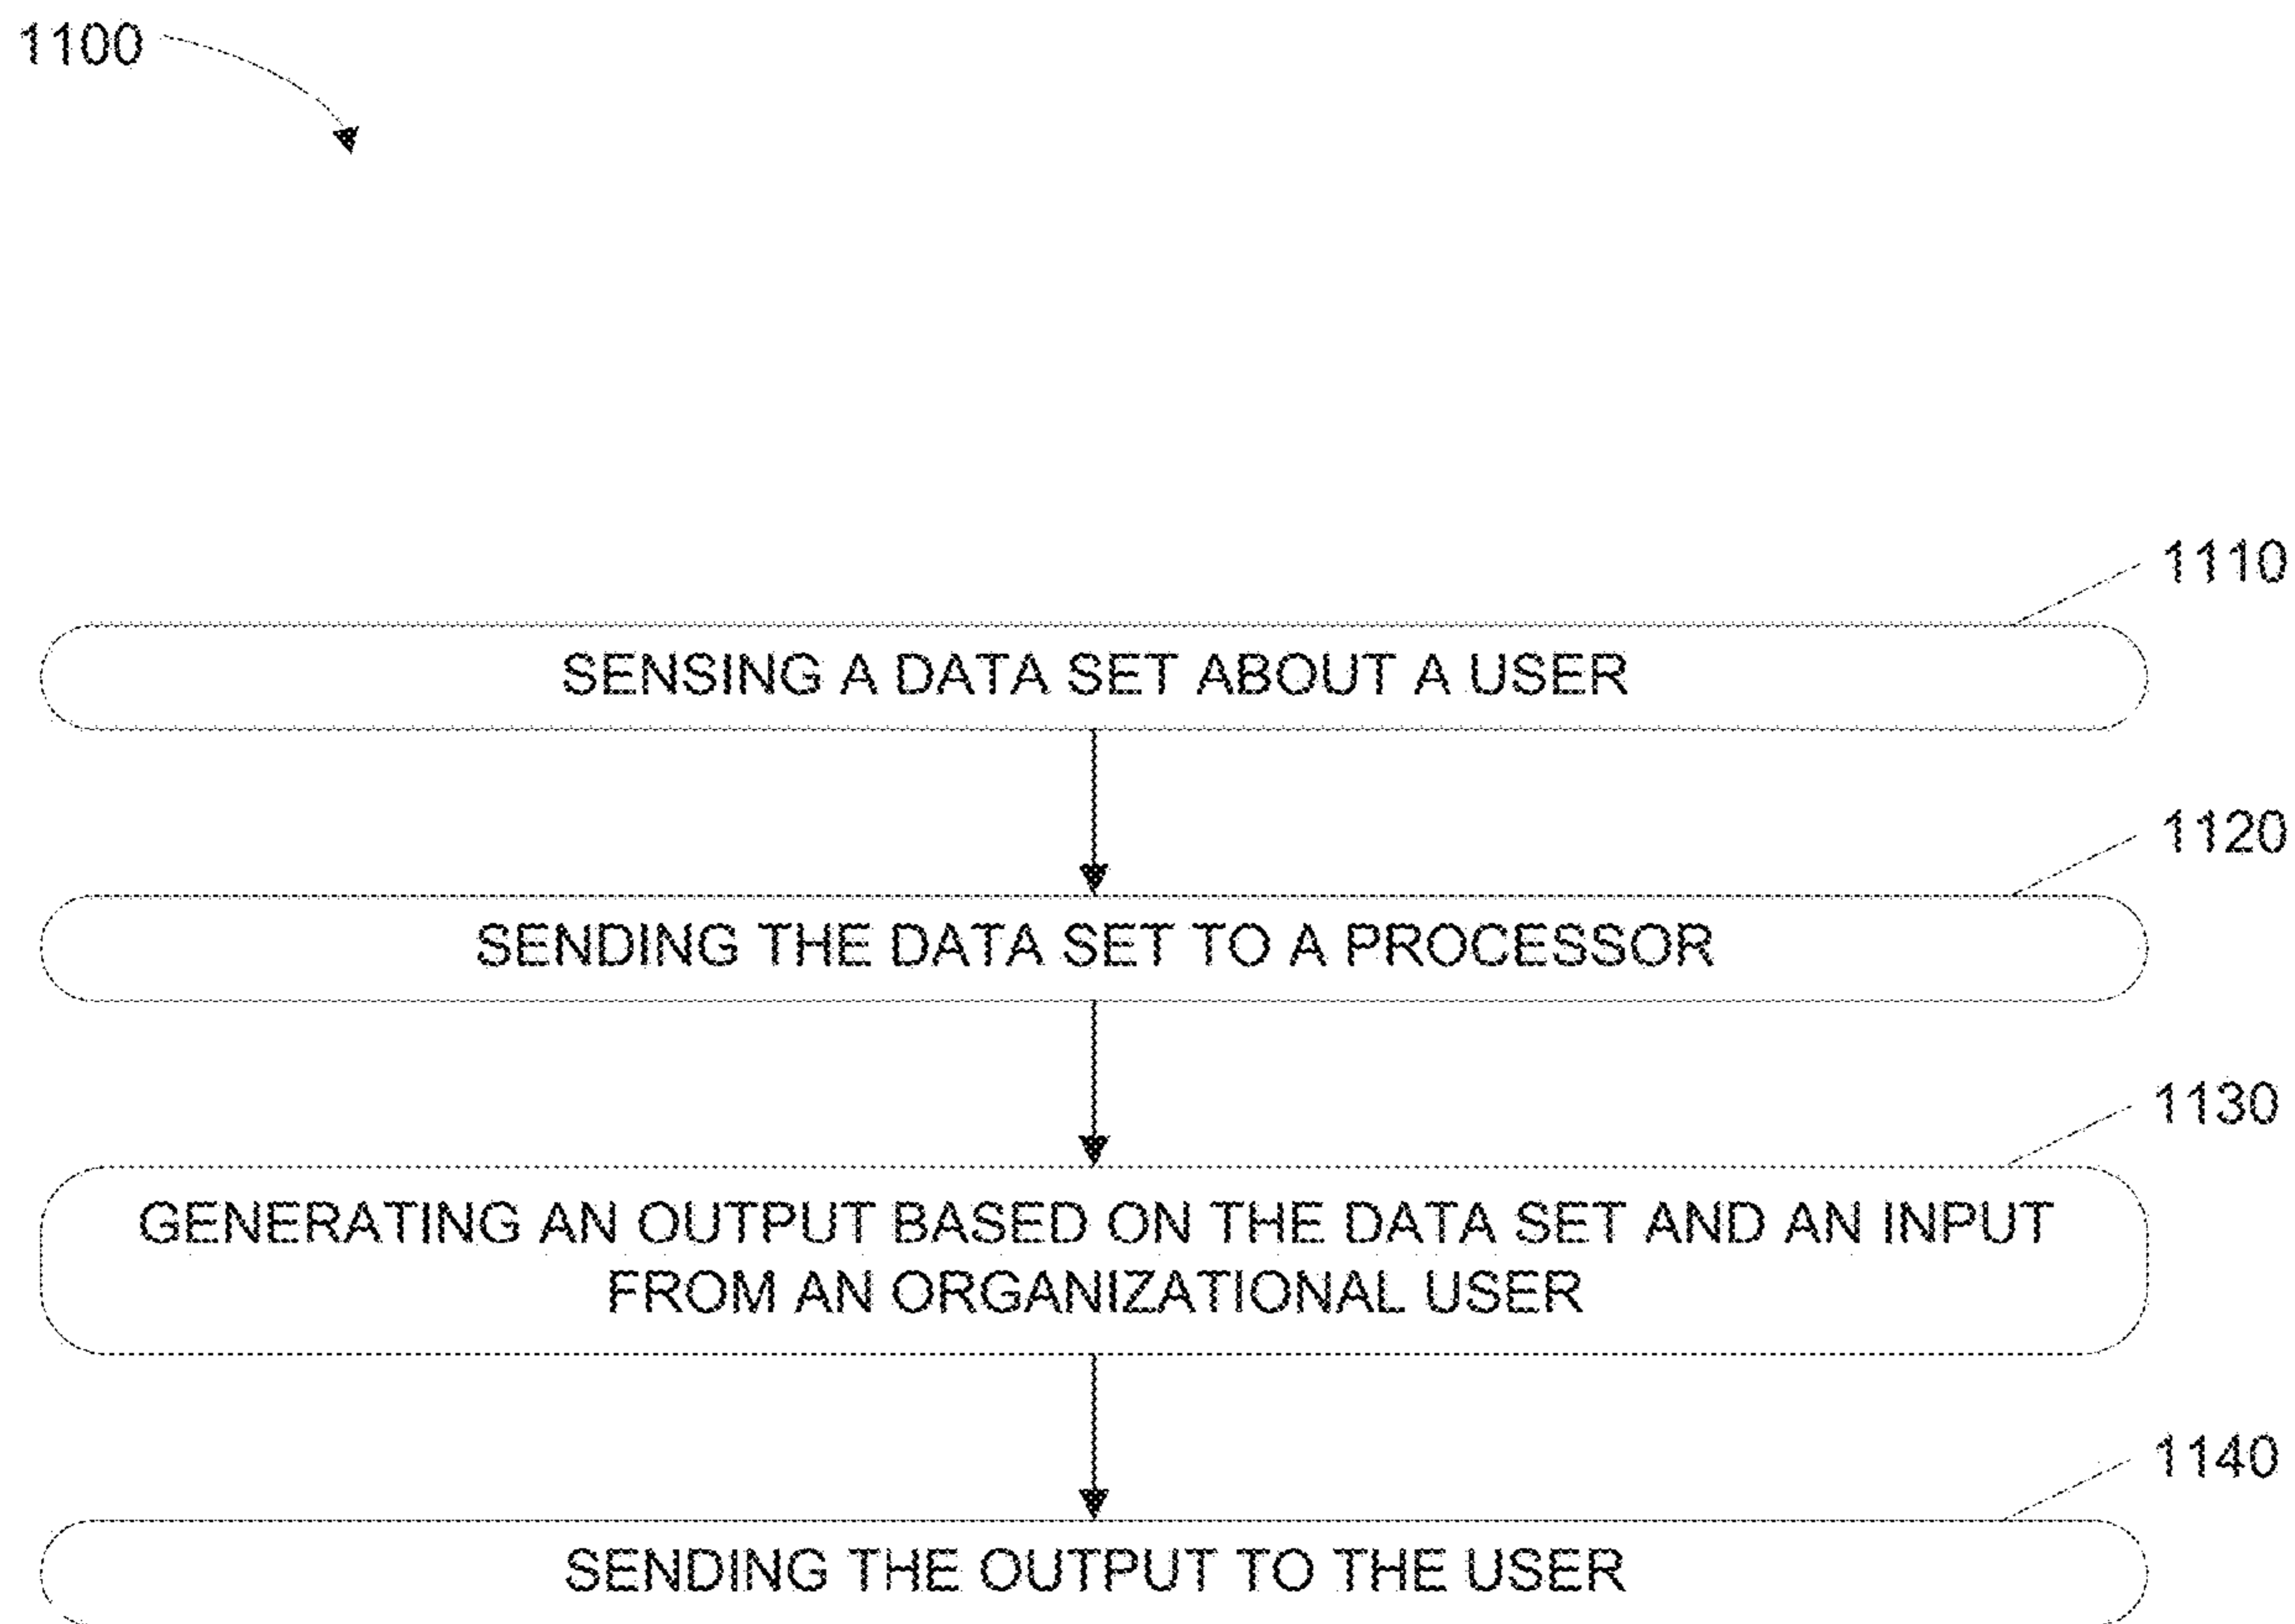 1100
1110
SENSING A DATA SET ABOUT A USER
1120
SENDING THE DATA SET TO A PROCESSOR
1130
GENERATING AN OUTPUT BASED ON THE DATA SET AND AN INPUT
FROM AN ORGANIZATIONAL USER
1140
SENDING THE OUTPUT TO THE USER